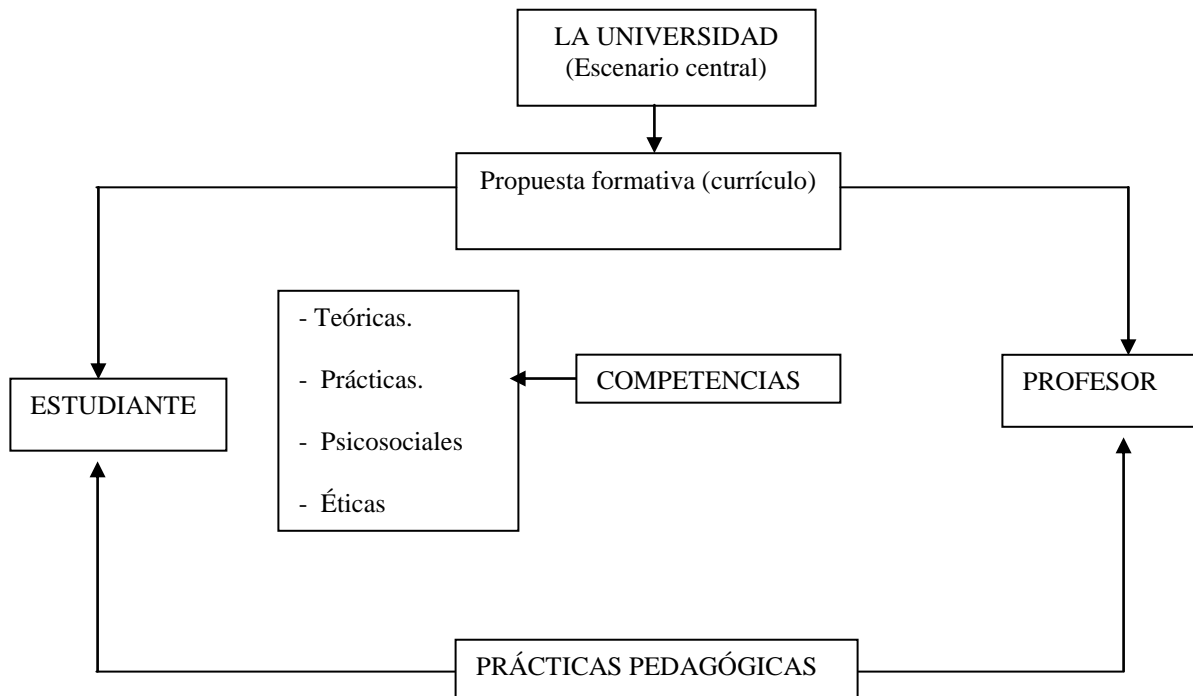 LA UNIVERSIDAD
(Escenario central)
Propuesta formativa (currículo)
- Teóricas.
- Prácticas.
- Psicosociales
- Éticas
COMPETENCIAS
ESTUDIANTE
PROFESOR
PRÁCTICAS PEDAGÓGICAS